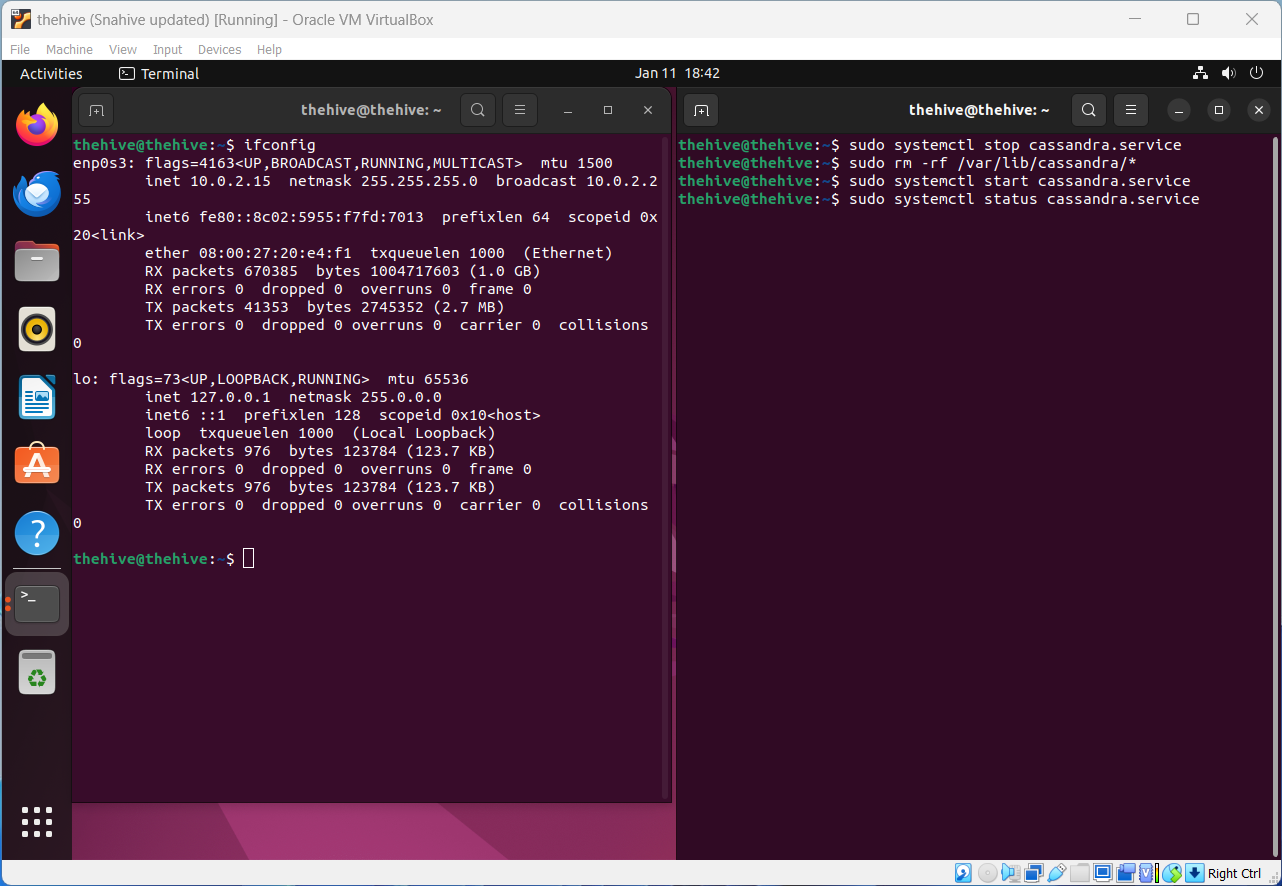 thehive (Snahive updated) [Running] - Oracle VM VirtualBox
File Machine View Input Devices Help
Activities Terminal Jan 11 18:42
thehive@thehive: ~
thehive@thehive:~$ ifconfig
enp0s3: flags=4163<UP,BROADCAST,RUNNING,MULTICAST>  mtu 1500
        inet 10.0.2.15  netmask 255.255.255.0  broadcast 10.0.2.2
55
        inet6 fe80::8c02:5955:f7fd:7013  prefixlen 64  scopeid 0x
20<link>
        ether 08:00:27:20:e4:f1  txqueuelen 1000  (Ethernet)
        RX packets 670385  bytes 1004717603 (1.0 GB)
        RX errors 0  dropped 0  overruns 0  frame 0
        TX packets 41353  bytes 2745352 (2.7 MB)
        TX errors 0  dropped 0 overruns 0  carrier 0  collisions
0
lo: flags=73<UP,LOOPBACK,RUNNING>  mtu 65536
        inet 127.0.0.1  netmask 255.0.0.0
        inet6 ::1  prefixlen 128  scopeid 0x10<host>
        loop  txqueuelen 1000  (Local Loopback)
        RX packets 976  bytes 123784 (123.7 KB)
        RX errors 0  dropped 0  overruns 0  frame 0
        TX packets 976  bytes 123784 (123.7 KB)
        TX errors 0  dropped 0 overruns 0  carrier 0  collisions
0
thehive@thehive:~$
thehive@thehive: ~
thehive@thehive:~$ sudo systemctl stop cassandra.service
thehive@thehive:~$ sudo rm -rf /var/lib/cassandra/*
thehive@thehive:~$ sudo systemctl start cassandra.service
thehive@thehive:~$ sudo systemctl status cassandra.service
Right Ctrl